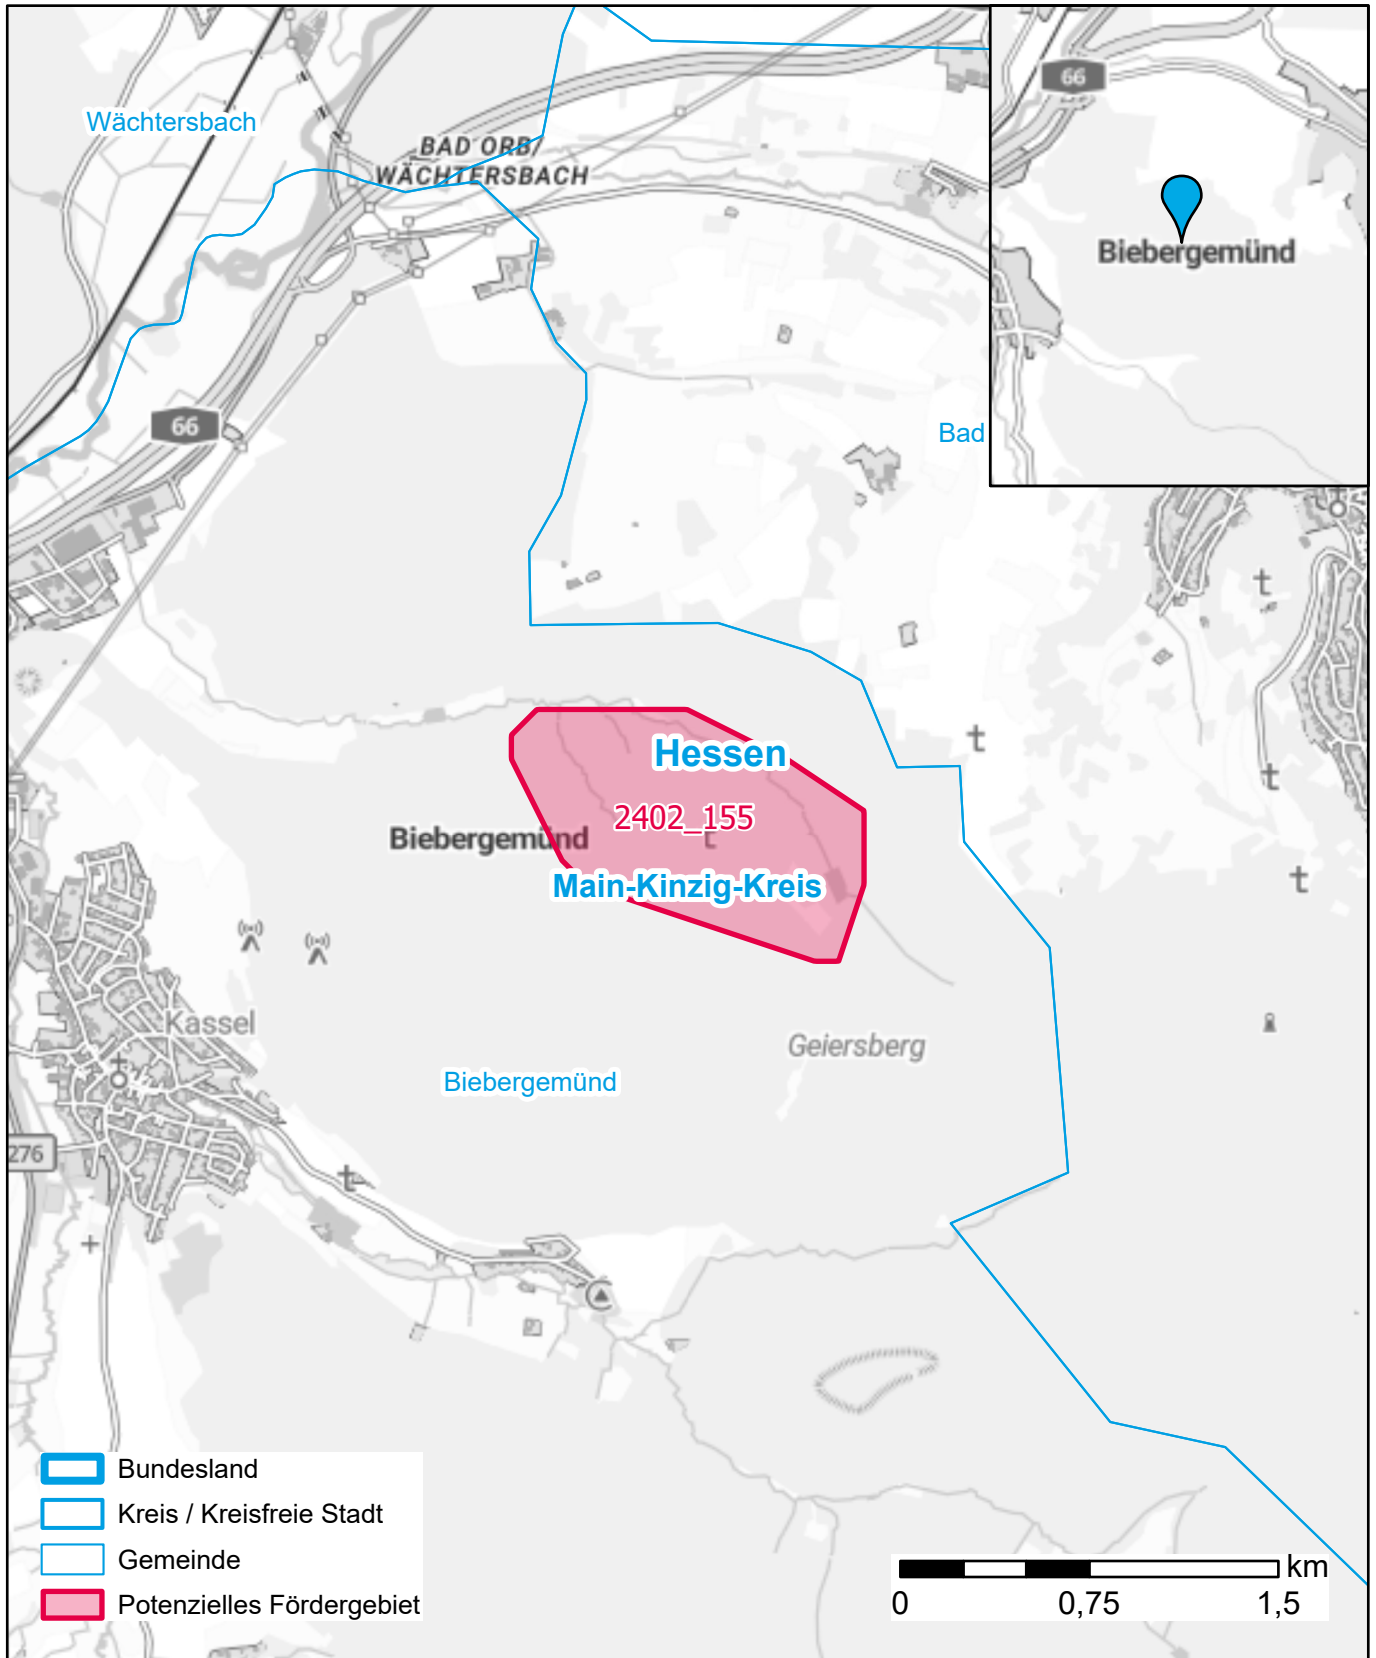 Wächtersbach
BAD ORB/
WÄCHTERSBACH
66
Biebergemünd
66
Bad
Hessen
2402_155
Biebergemünd
Main-Kinzig-Kreis
Kassel
Geiersberg
Biebergemünd
276
Bundesland
Kreis / Kreisfreie Stadt
Gemeinde
Potenzielles Fördergebiet
km
0 0,75 1,5